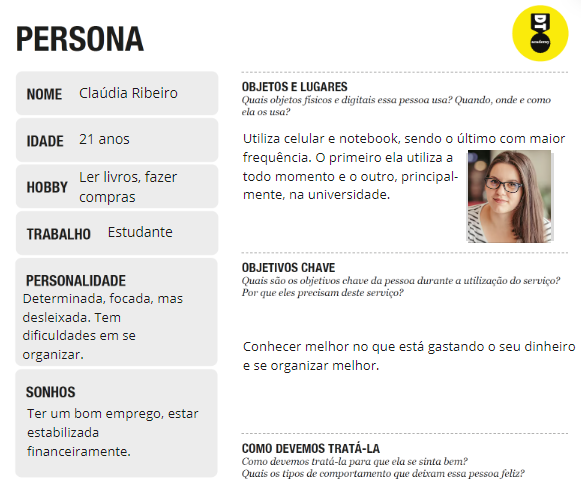 PERSONA
DT
NOME Claúdia Ribeiro
IDADE 21 anos
HOBBY Ler livros, fazer
compras
TRABALHO Estudante
PERSONALIDADE
Determinada, focada, mas
desleixada. Tem
dificuldades em se
organizar.
SONHOS
Ter um bom emprego, estar
estabilizada
financeiramente.
OBJETOS E LUGARES
Quais objetos físicos e digitais essa pessoa usa? Quando, onde e como
ela os usa?
Utiliza celular e notebook, sendo o último com maior
frequência. O primeiro ela utiliza a
todo momento e o outro, principal-
mente, na universidade.
OBJETIVOS CHAVE
Quais são os objetivos chave da pessoa durante a utilização do serviço?
Por que eles precisam deste serviço?
Conhecer melhor no que está gastando o seu dinheiro
e se organizar melhor.
COMO DEVEMOS TRATÁ-LA
Como devemos tratá-la para que ela se sinta bem?
Quais os tipos de comportamento que deixam essa pessoa feliz?